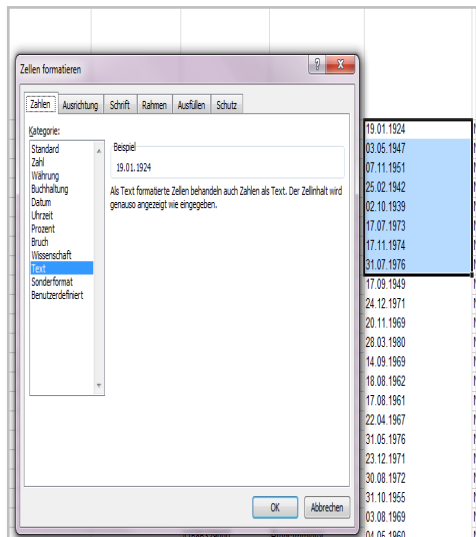 Zellen formatieren
Zahlen Ausrichtung Schrift Rahmen Ausfüllen Schutz
Kategorie:
Standard
Zahl
Währung
Buchhaltung
Datum
Uhrzeit
Prozent
Bruch
Wissenschaft
Text
Sonderformat
Benutzerdefiniert
Beispiel
19.01.1924
Als Text formatierte Zellen behandeln auch Zahlen als Text. Der Zellinhalt wird
genauso angezeigt wie eingegeben.
OK Abbrechen
19.01.1924
03.05.1947
07.11.1951
25.02.1942
02.10.1939
17.07.1973
17.11.1974
31.07.1976
17.09.1949
24.12.1971
20.11.1969
28.03.1980
14.09.1969
18.08.1962
17.08.1961
22.04.1967
31.05.1976
23.12.1971
30.08.1972
31.10.1955
03.08.1969
04.05.1960